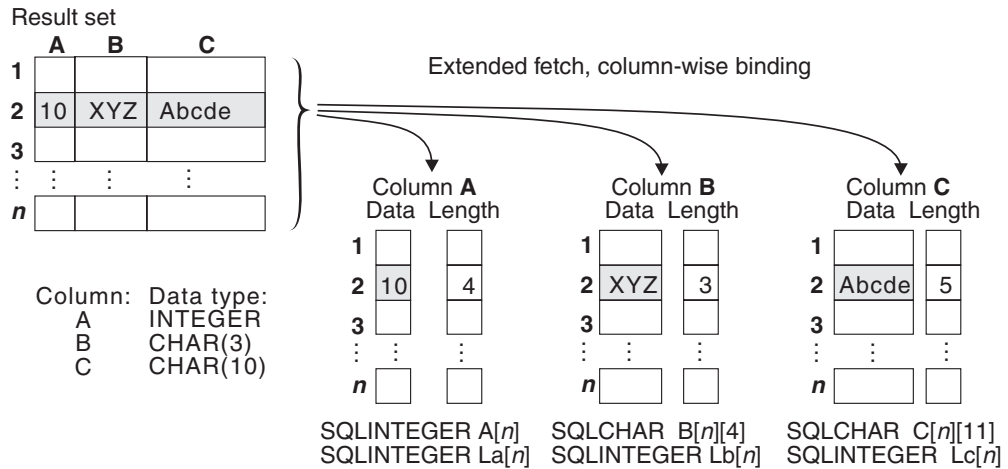 Result set
A B C
Extended fetch, column-wise binding
1
2 10 XYZ Abcde
3
⋮ ⋮ ⋮ ⋮
n
Column A
Data Length
1
2 10 4
3
⋮ ⋮ ⋮
n
SQLINTEGER A[n]
SQLINTEGER La[n]
Column B
Data Length
1
2 XYZ 3
3
⋮ ⋮ ⋮
n
SQLCHAR B[n][4]
SQLINTEGER Lb[n]
Column C
Data Length
1
2 Abcde 5
3
⋮ ⋮ ⋮
n
SQLCHAR C[n][11]
SQLINTEGER Lc[n]
Column: Data type:
A INTEGER
B CHAR(3)
C CHAR(10)